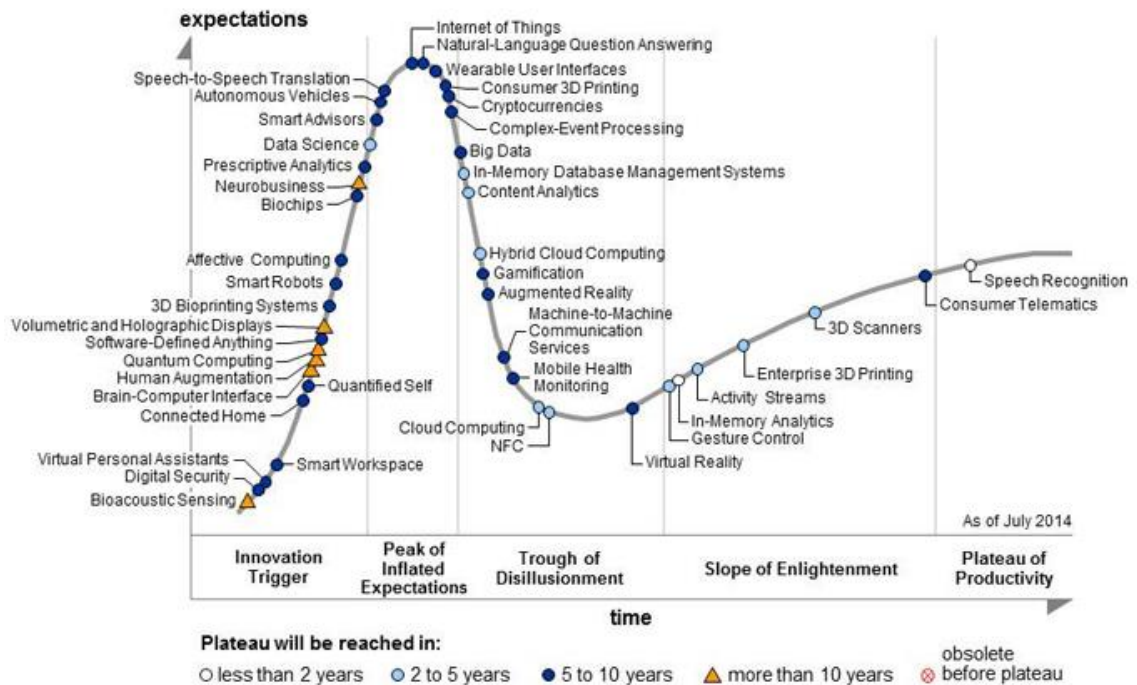 expectations
Internet of Things
Natural-Language Question Answering
Wearable User Interfaces
Consumer 3D Printing
Cryptocurrencies
Complex-Event Processing
Speech-to-Speech Translation
Autonomous Vehicles
Smart Advisors
Data Science
Prescriptive Analytics
Neurobusiness
Biochips
Big Data
In-Memory Database Management Systems
Content Analytics
Hybrid Cloud Computing
Gamification
Augmented Reality
Machine-to-Machine
Communication
Services
Mobile Health
Monitoring
Affective Computing
Smart Robots
3D Bioprinting Systems
Volumetric and Holographic Displays
Software-Defined Anything
Quantum Computing
Human Augmentation
Brain-Computer Interface
Connected Home
Quantified Self
Virtual Personal Assistants
Digital Security
Bioacoustic Sensing
Smart Workspace
Cloud Computing
NFC
Virtual Reality
Gesture Control
In-Memory Analytics
Activity Streams
Enterprise 3D Printing
3D Scanners
Consumer Telematics
Speech Recognition
As of July 2014
Innovation
Trigger
Peak of
Inflated
Expectations
Trough of
Disillusionment
Slope of Enlightenment
Plateau of
Productivity
time
Plateau will be reached in:
less than 2 years
2 to 5 years
5 to 10 years
more than 10 years
obsolete
before plateau